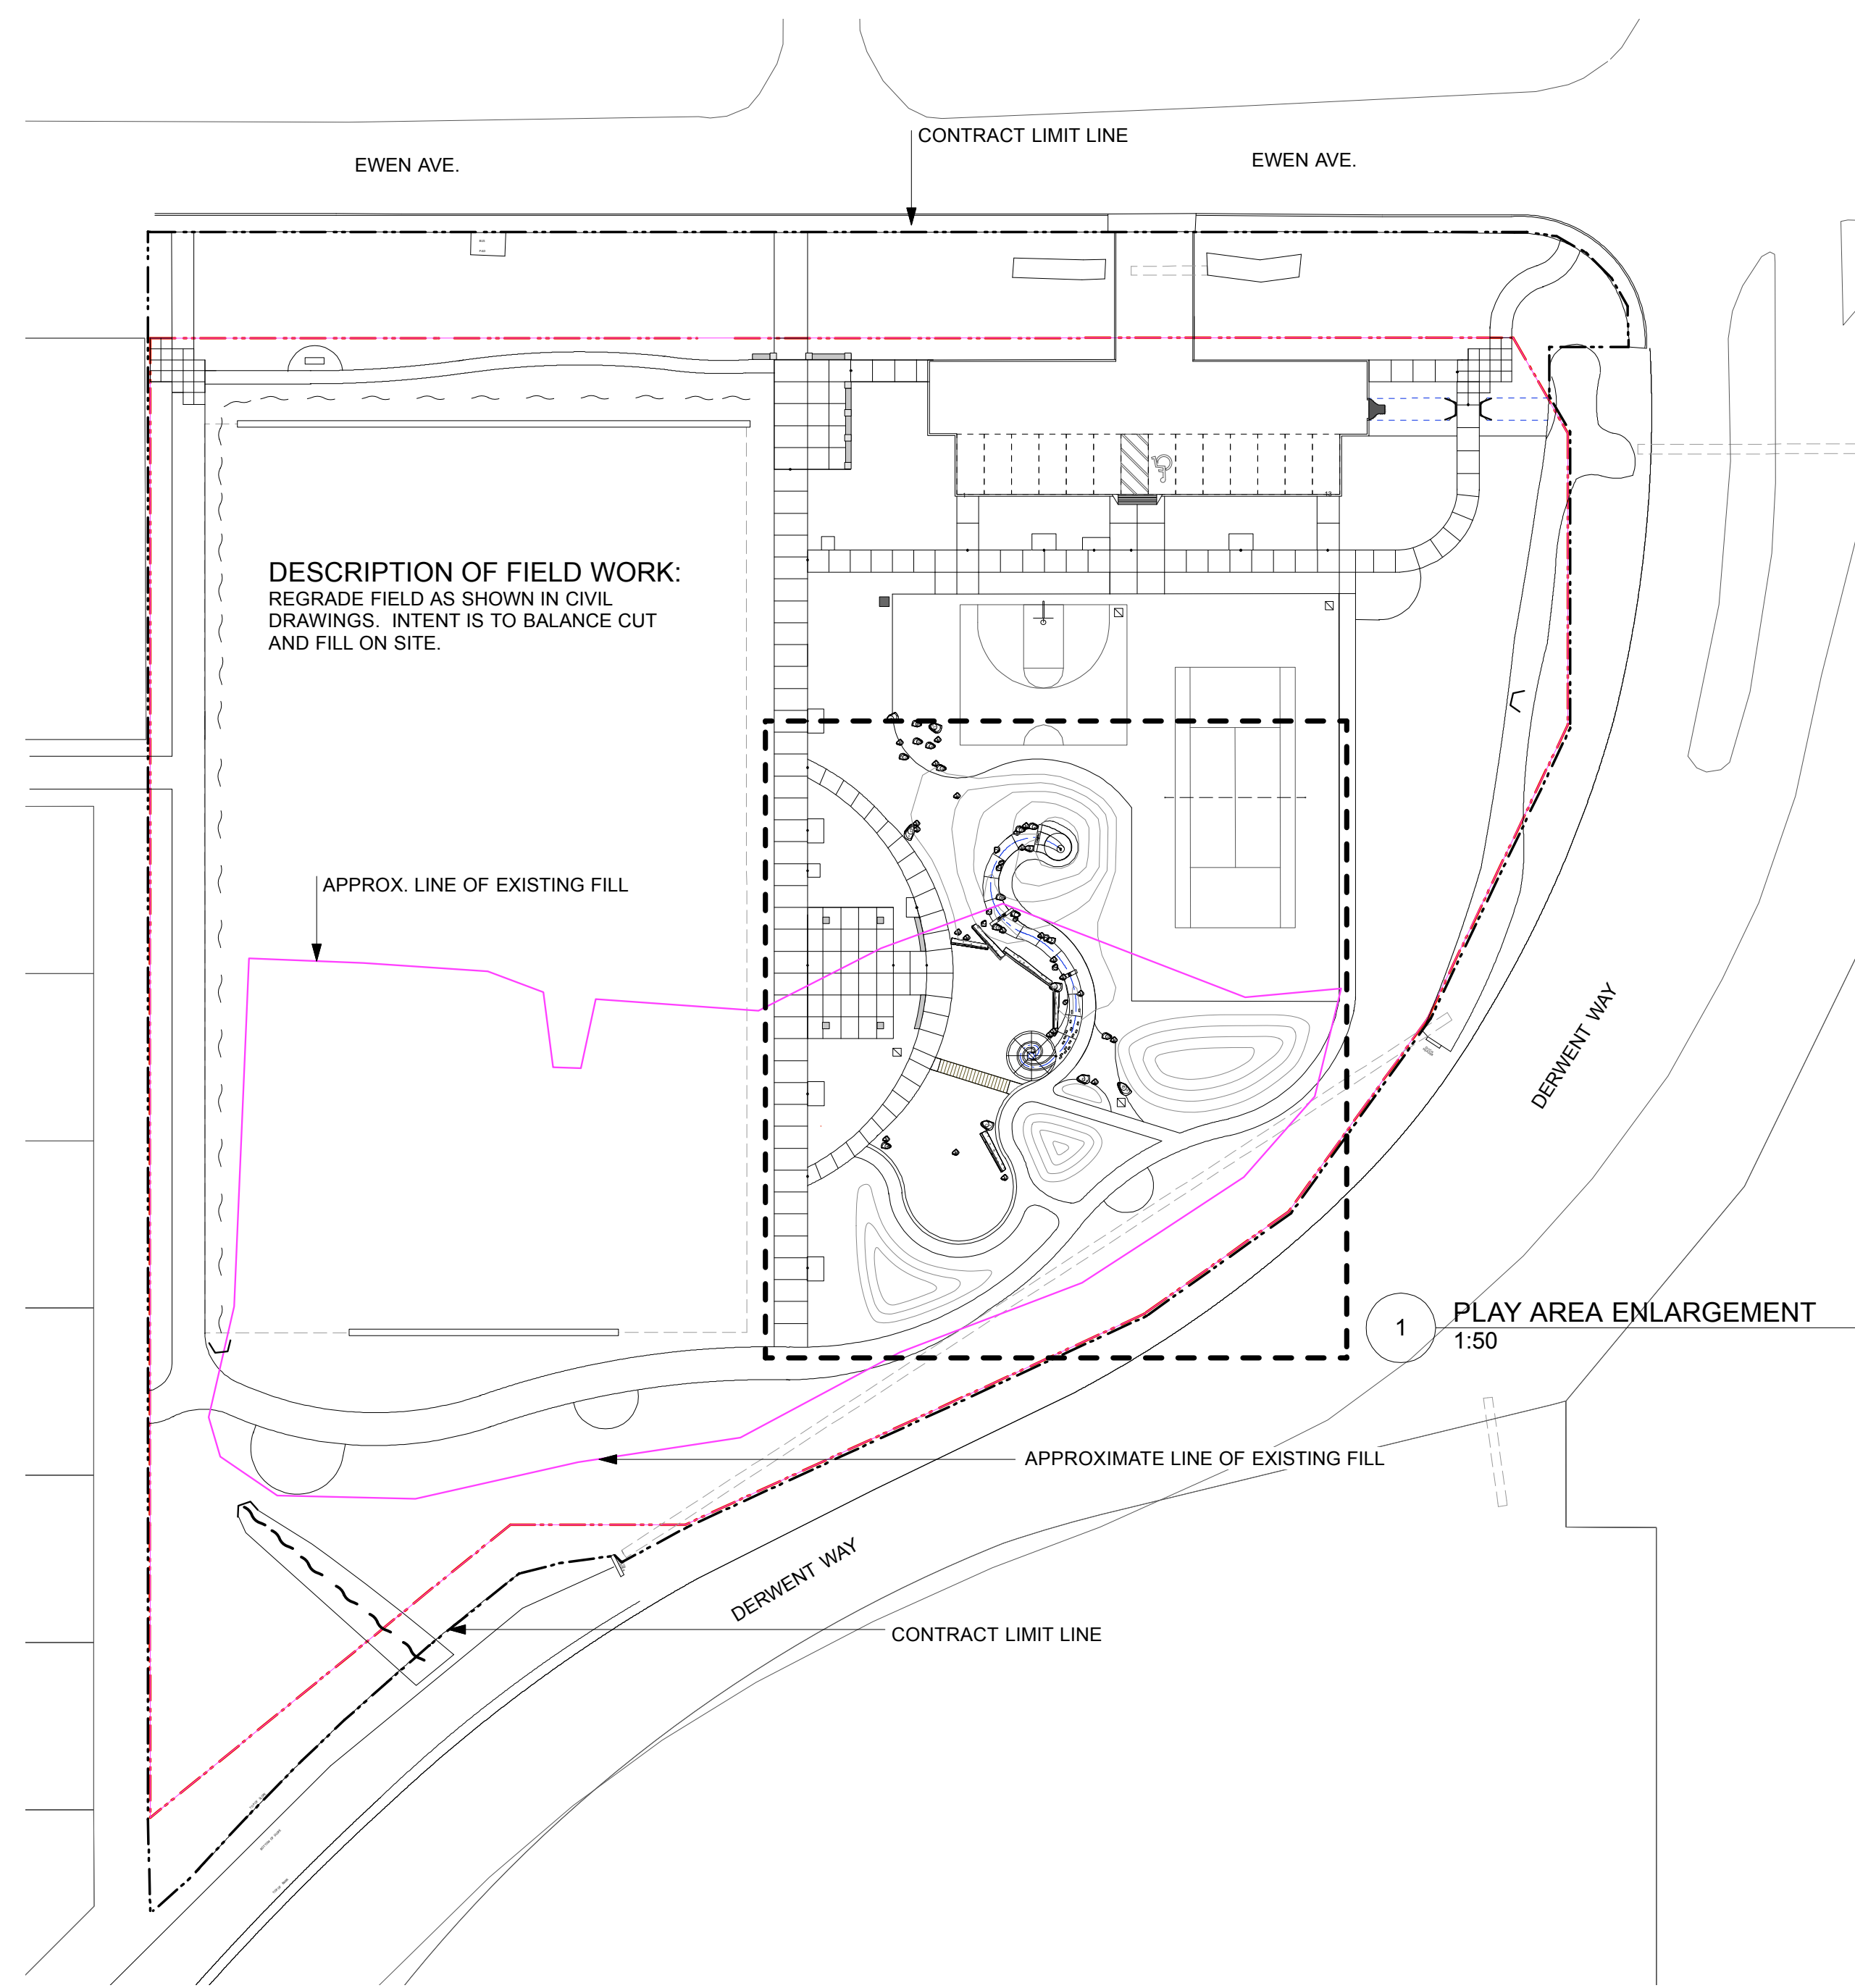 CONTRACT LIMIT LINE
EWEN AVE.
EWEN AVE.
DESCRIPTION OF FIELD WORK:
REGRADE FIELD AS SHOWN IN CIVIL
DRAWINGS. INTENT IS TO BALANCE CUT
AND FILL ON SITE.
13
APPROX. LINE OF EXISTING FILL
DERWENT WAY
1
PLAY AREA ENLARGEMENT
1:50
APPROXIMATE LINE OF EXISTING FILL
DERWENT WAY
CONTRACT LIMIT LINE